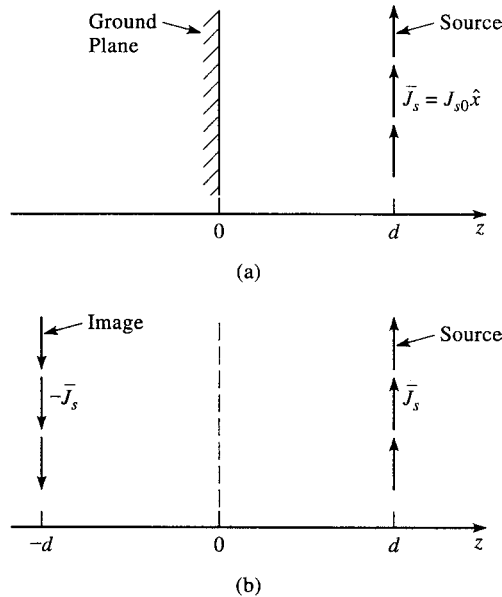 Ground
Plane
Source
J̄ₛ = Jₛ₀x̂
0
d
z
(a)
Image
Source
-J̄ₛ
J̄ₛ
-d
0
d
z
(b)